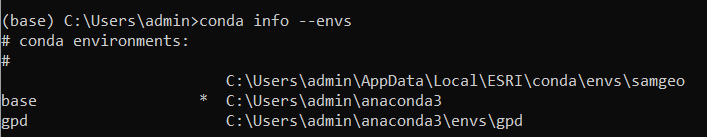 (base) C:\Users\admin>conda info --envs
# conda environments:
#
C:\Users\admin\AppData\Local\ESRI\conda\envs\samgeo
base * C:\Users\admin\anaconda3
gpd C:\Users\admin\anaconda3\envs\gpd